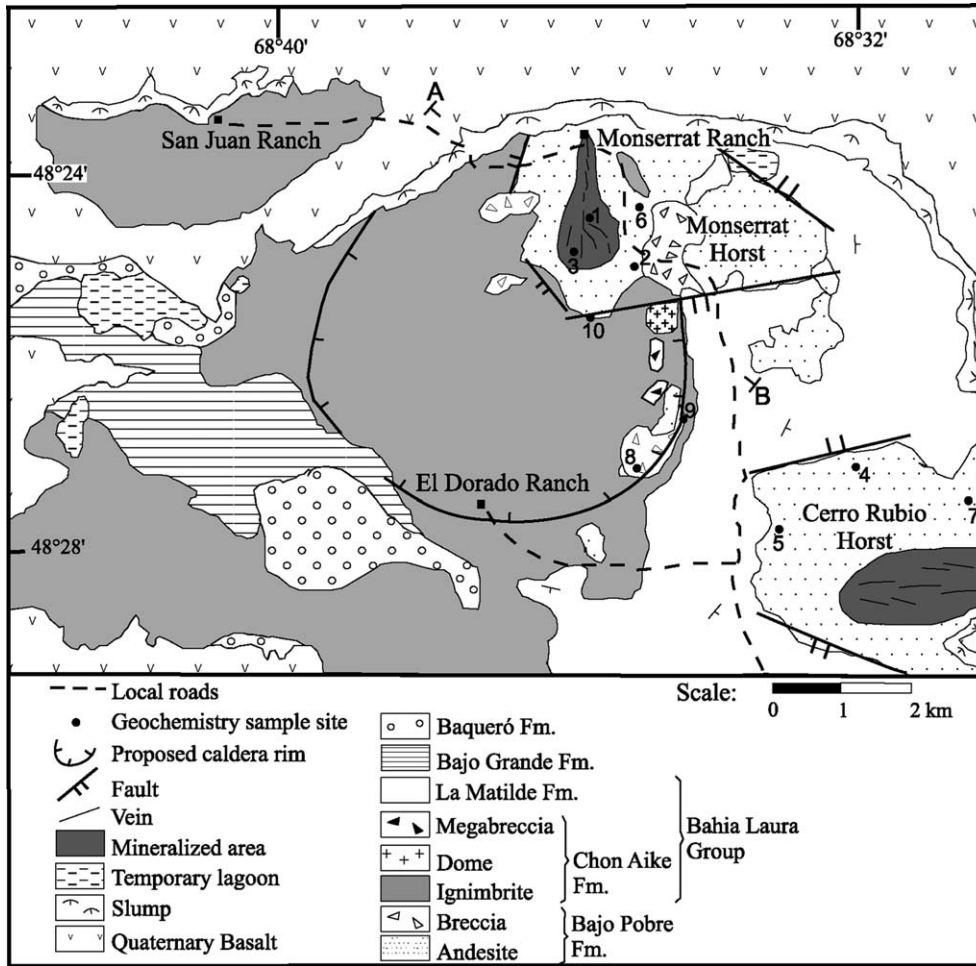 68°40'
68°32'
A
San Juan Ranch
Monserrat Ranch
48°24'
1
6
Monserrat
Horst
3
2
10
B
9
8
4
El Dorado Ranch
7
Cerro Rubio
Horst
5
48°28'
Local roads
Geochemistry sample site
Proposed caldera rim
Fault
Vein
Mineralized area
Temporary lagoon
Slump
Quaternary Basalt
Baqueró Fm.
Bajo Grande Fm.
La Matilde Fm.
Megabreccia
Dome
Ignimbrite
Breccia
Andesite
Chon Aike
Fm.
Bajo Pobre
Fm.
Bahia Laura
Group
Scale:
0 1 2 km